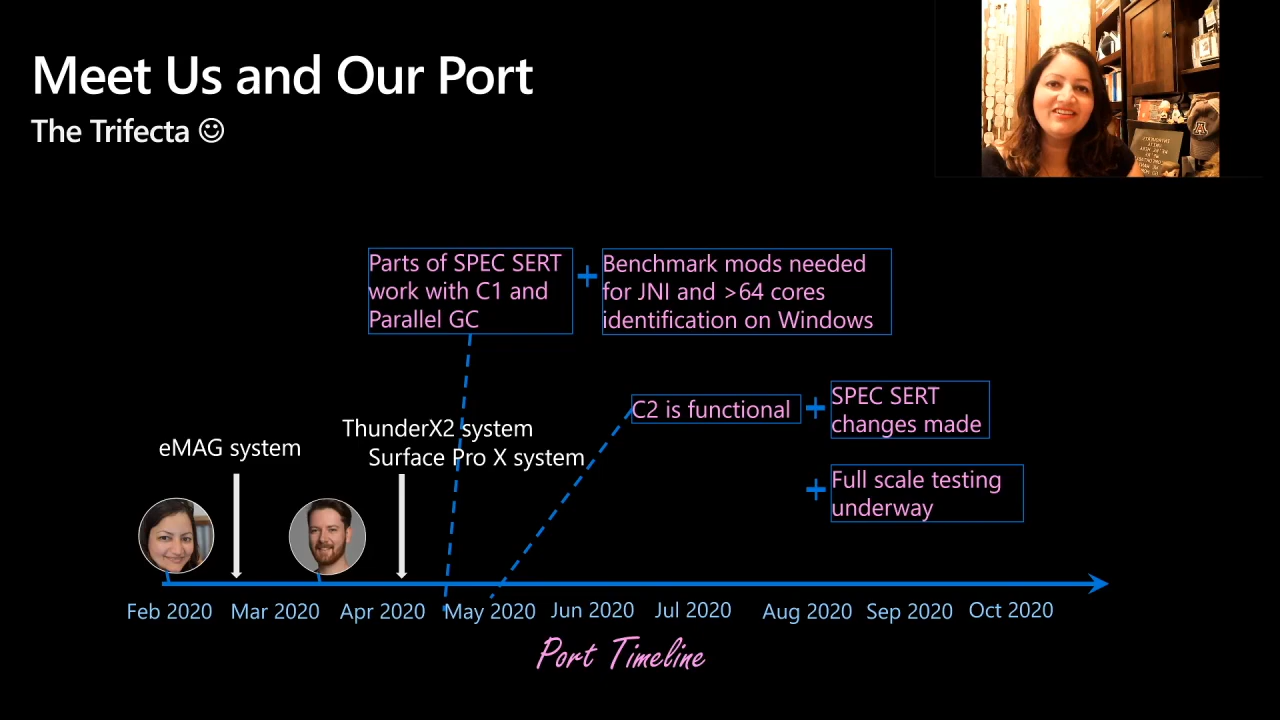 Meet Us and Our Port
The Trifecta ☺
Parts of SPEC SERT
work with C1 and
Parallel GC
+
Benchmark mods needed
for JNI and >64 cores
identification on Windows
C2 is functional
+
SPEC SERT
changes made
+
Full scale testing
underway
ThunderX2 system
Surface Pro X system
eMAG system
Feb 2020
Mar 2020
Apr 2020
May 2020
Jun 2020
Jul 2020
Aug 2020
Sep 2020
Oct 2020
Port Timeline